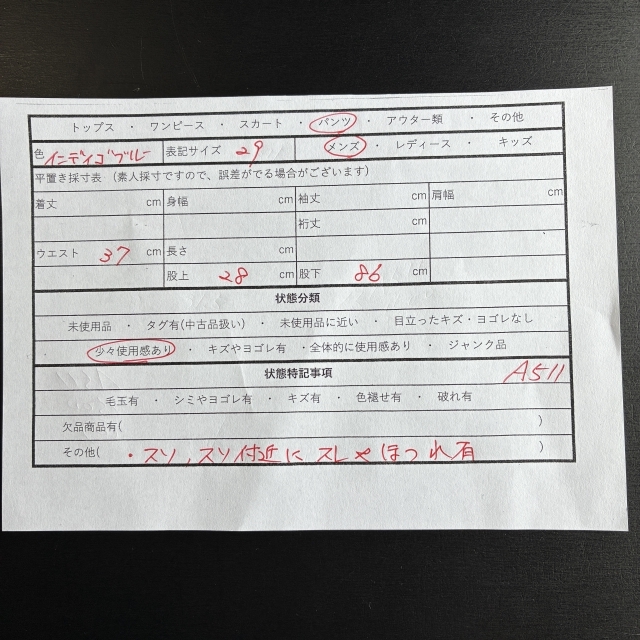 トップス ・ ワンピース ・ スカート ・ パンツ ・ アウター類 ・ その他
色 インディゴブルー 表記サイズ 29 メンズ ・ レディース ・ キッズ
平置き採寸表 (素人採寸ですので、誤差がでる場合がございます)
着丈 cm 身幅 cm 袖丈 cm 肩幅 cm
裄丈 cm
ウエスト 37 cm 長さ cm
股上 28 cm 股下 86 cm
状態分類
未使用品 ・ タグ有(中古品扱い) ・ 未使用品に近い ・ 目立ったキズ・ヨゴレなし
・ 少々使用感あり ・ キズやヨゴレ有 ・全体的に使用感あり ・ ジャンク品
状態特記事項 A511
毛玉有 ・ シミやヨゴレ有 ・ キズ有 ・ 色褪せ有 ・ 破れ有
欠品商品有( )
その他( ・スソ、スソ付近にスレやほつれ有 )